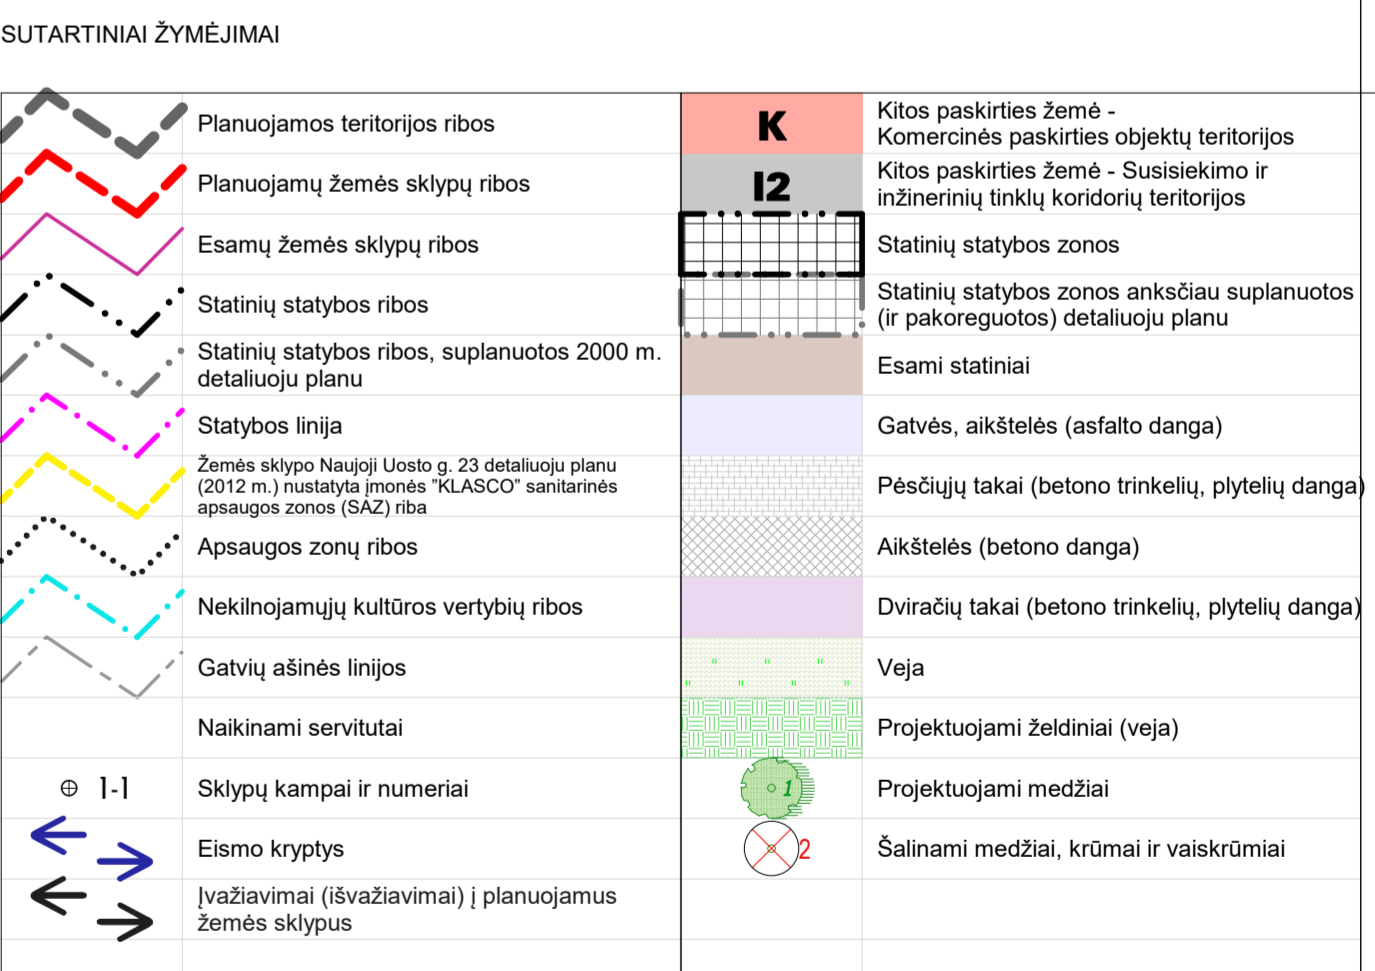 SUTARTINIAI ŽYMĖJIMAI
Planuojamos teritorijos ribos
Planuojamų žemės sklypų ribos
Esamų žemės sklypų ribos
Statinių statybos ribos
Statinių statybos ribos, suplanuotos 2000 m.
detaliuoju planu
Statybos linija
Žemės sklypo Naujoji Uosto g. 23 detaliuoju planu
(2012 m.) nustatyta įmonės ”KLASCO” sanitarinės
apsaugos zonos (SAZ) riba
Apsaugos zonų ribos
Nekilnojamųjų kultūros vertybių ribos
Gatvių ašinės linijos
Naikinami servitutai
1-1 Sklypų kampai ir numeriai
Eismo kryptys
Įvažiavimai (išvažiavimai) į planuojamus
žemės sklypus
K Kitos paskirties žemė -
Komercinės paskirties objektų teritorijos
I2 Kitos paskirties žemė - Susisiekimo ir
inžinerinių tinklų koridorių teritorijos
Statinių statybos zonos
Statinių statybos zonos anksčiau suplanuotos
(ir pakoreguotos) detaliuoju planu
Esami statiniai
Gatvės, aikštelės (asfalto danga)
Pėsčiųjų takai (betono trinkelių, plytelių danga)
Aikštelės (betono danga)
Dviračių takai (betono trinkelių, plytelių danga)
Veja
Projektuojami želdiniai (veja)
1 Projektuojami medžiai
2 Šalinami medžiai, krūmai ir vaiskrūmiai